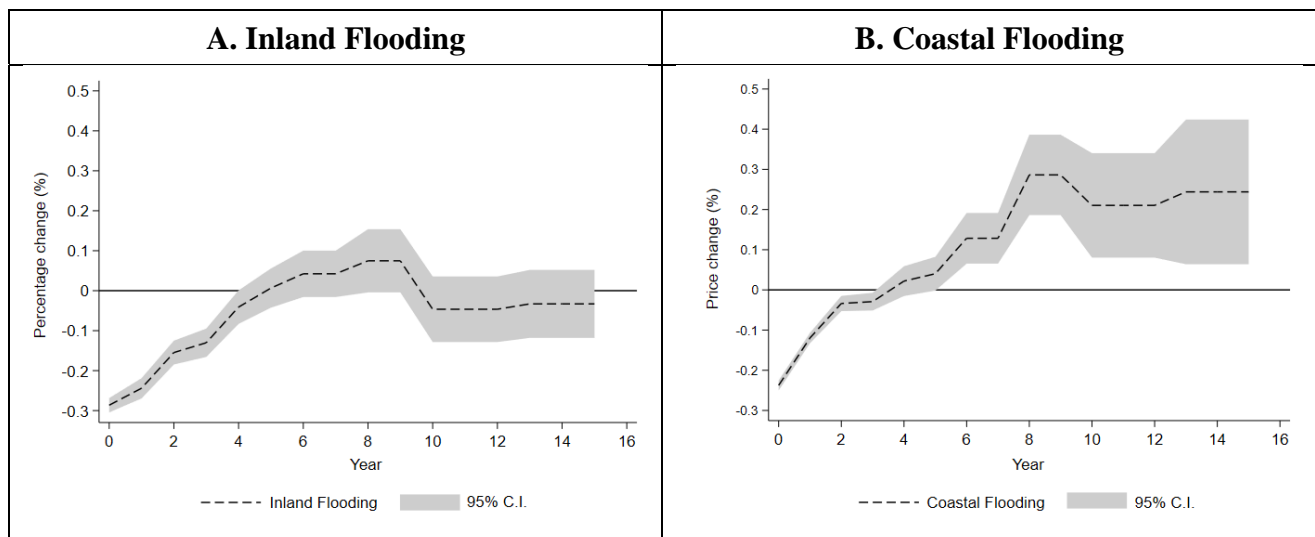 A. Inland Flooding
B. Coastal Flooding
Percentage change (%)
0.5
0.4
0.3
0.2
0.1
0
-0.1
-0.2
-0.3
0 2 4 6 8 10 12 14 16
Year
Inland Flooding 95% C.I.
Price change (%)
0.5
0.4
0.3
0.2
0.1
0
-0.1
-0.2
-0.3
0 2 4 6 8 10 12 14 16
Year
Coastal Flooding 95% C.I.